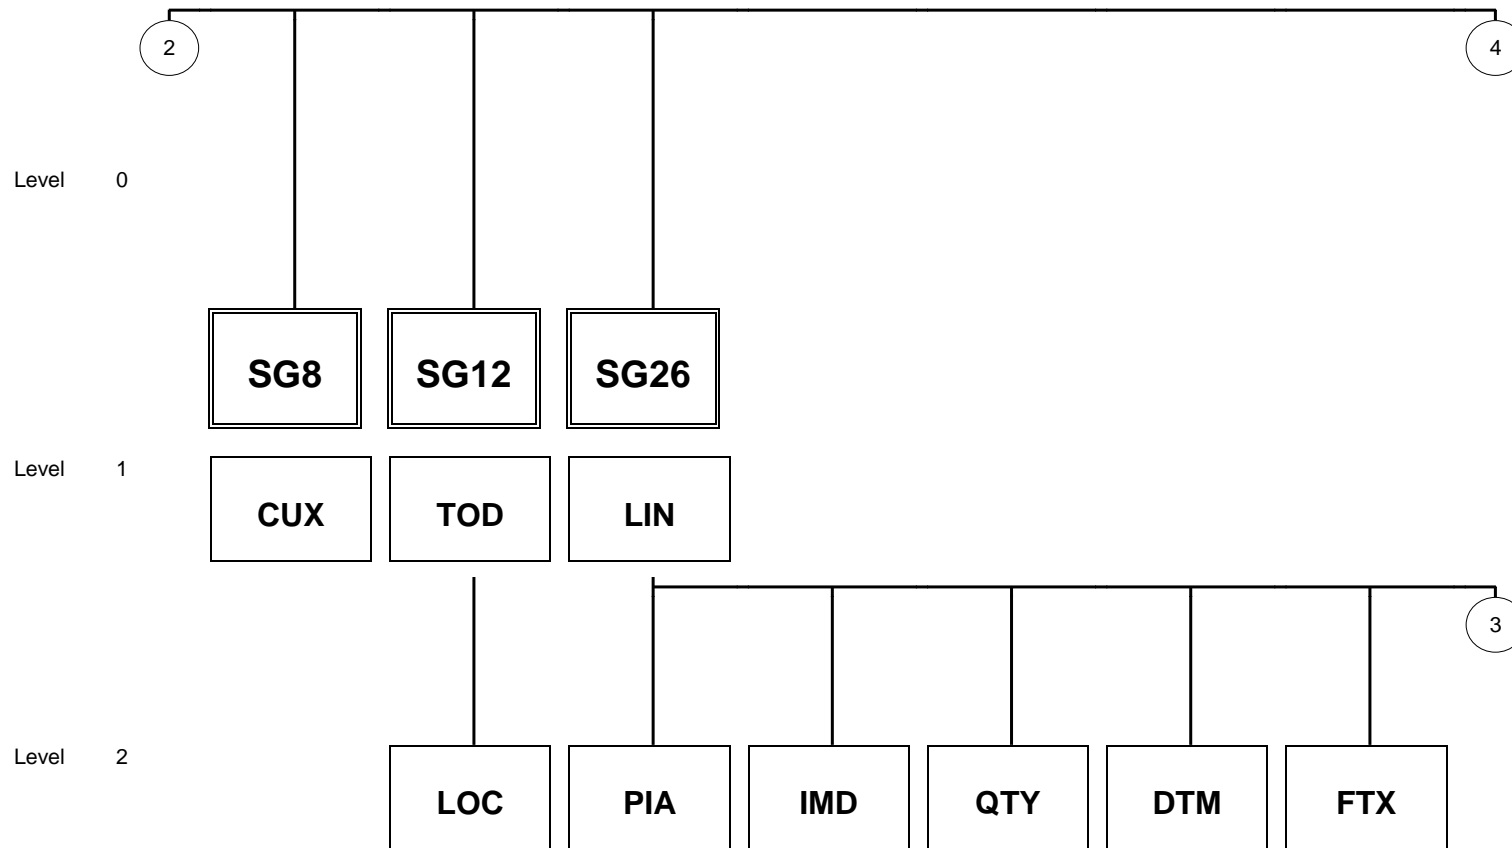 2 4
Level 0
SG8 SG12 SG26
Level 1
CUX TOD LIN
3
Level 2
LOC PIA IMD QTY DTM FTX